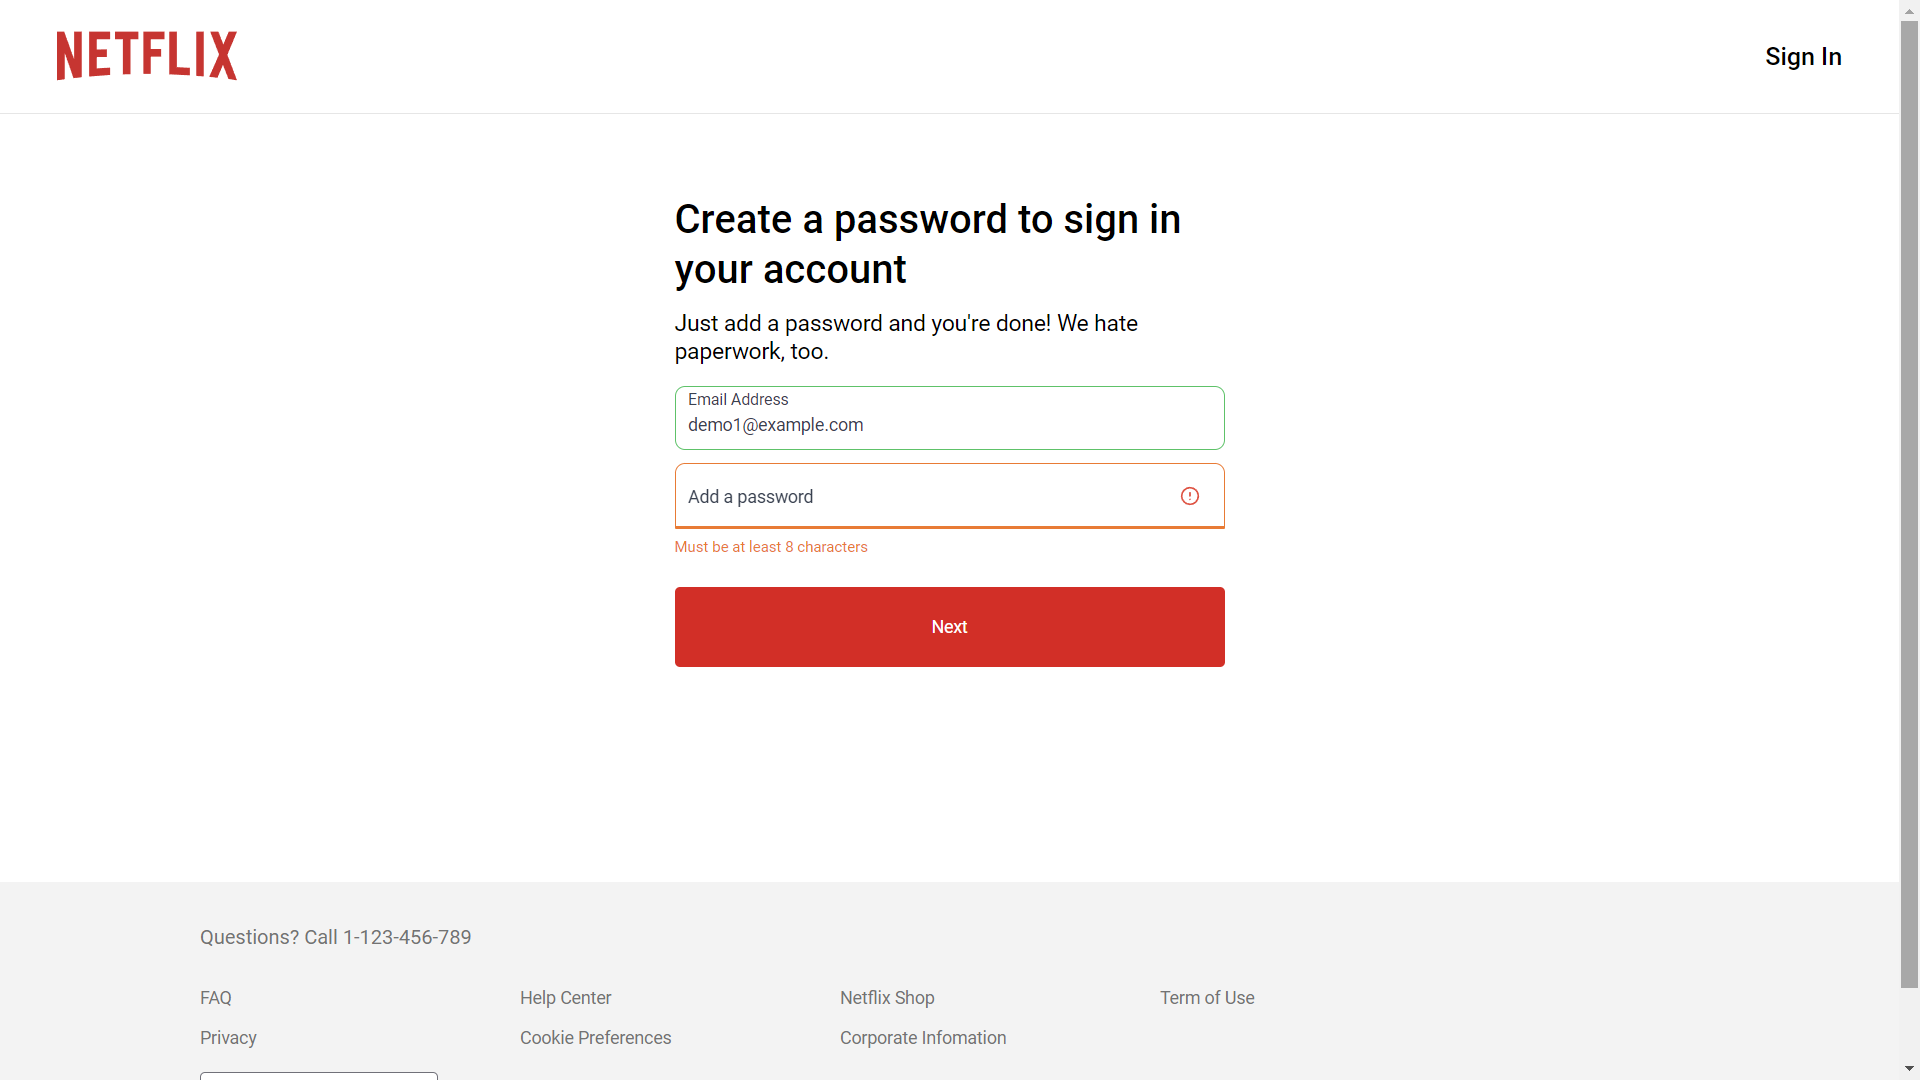 NETFLIX
Sign In
Create a password to sign in
your account
Just add a password and you're done! We hate
paperwork, too.
Email Address
demo1@example.com
Add a password
Must be at least 8 characters
Next
Questions? Call 1-123-456-789
FAQ
Help Center
Netflix Shop
Term of Use
Privacy
Cookie Preferences
Corporate Infomation